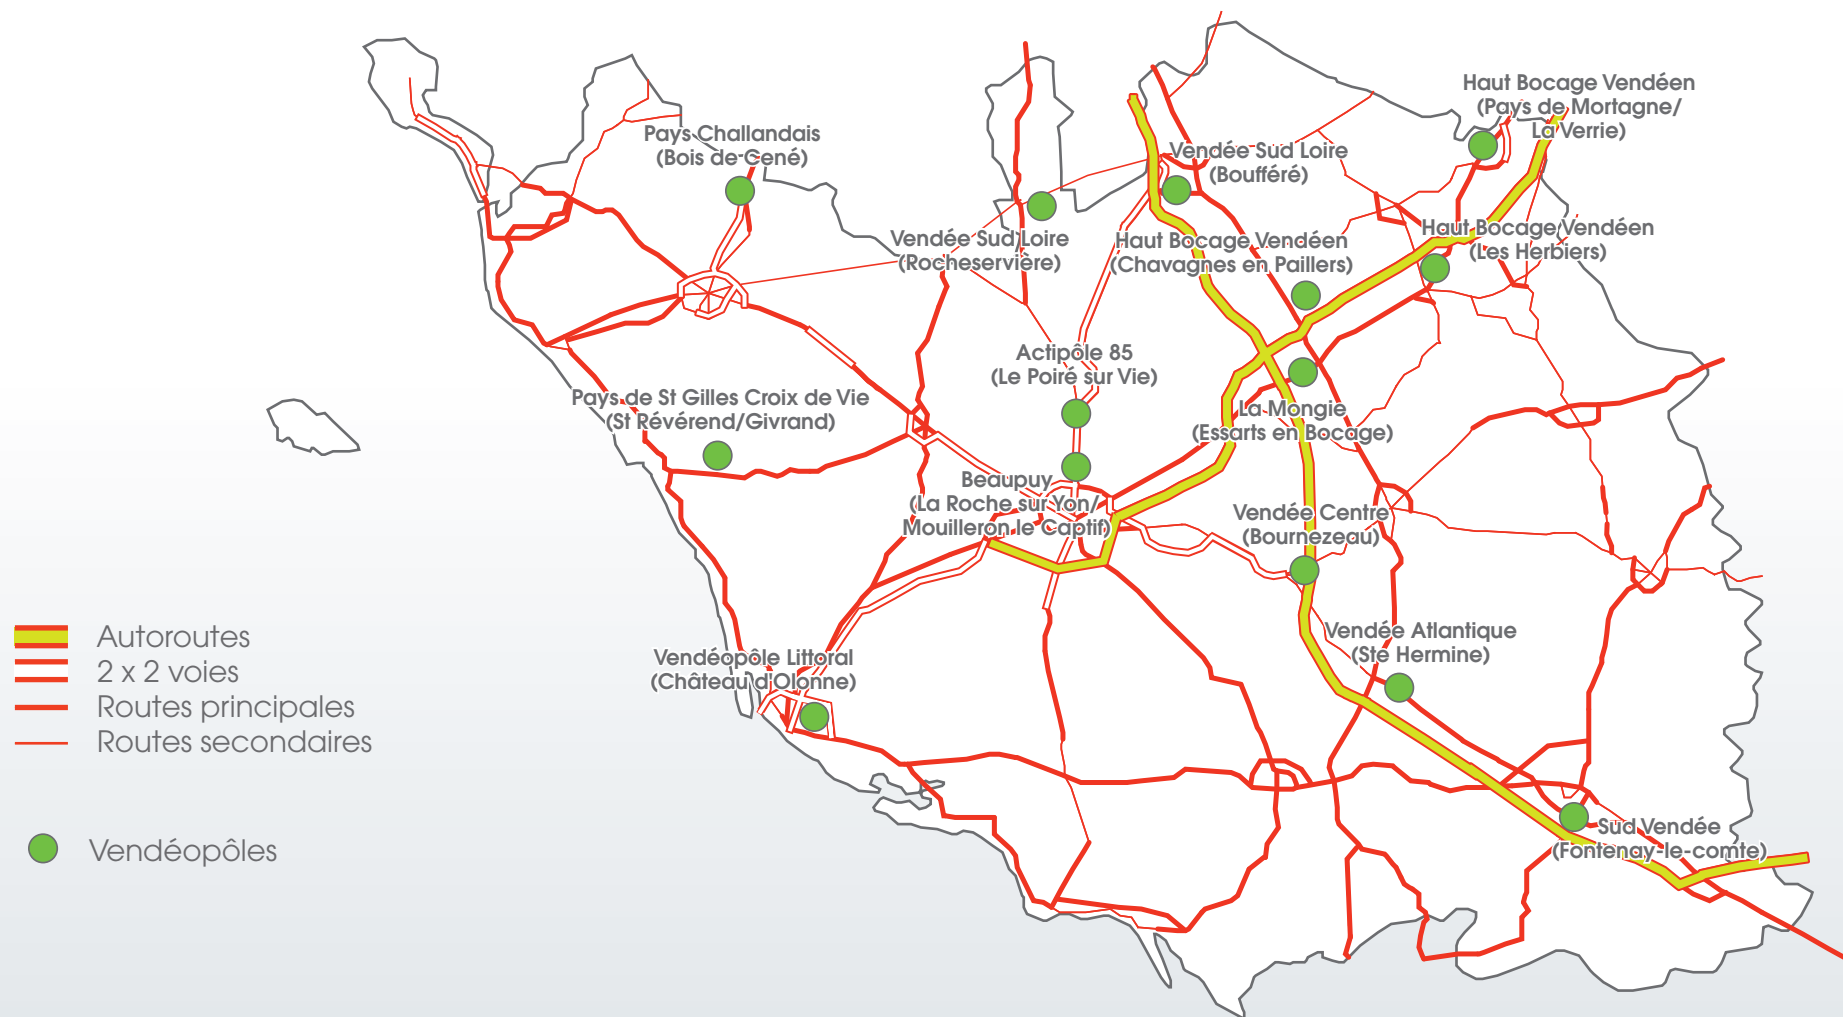 Haut Bocage Vendéen
(Pays de Mortagne/
La Verrie)
Pays Challandais
(Bois de Cené)
Vendée Sud Loire
(Boufféré)
Vendée Sud Loire
(Rocheservière)
Haut Bocage Vendéen
(Chavagnes en Paillers)
Haut Bocage Vendéen
(Les Herbiers)
Actipôle 85
(Le Poiré sur Vie)
Pays de St Gilles Croix de Vie
(St Révérend/Givrand)
La Mongie
(Essarts en Bocage)
Beaupuy
(La Roche sur Yon/
Mouilleron le Captif)
Vendée Centre
(Bournezeau)
Vendée Atlantique
(Ste Hermine)
Vendéopôle Littoral
(Château d'Olonne)
Sud Vendée
(Fontenay-le-comte)
Autoroutes
2 x 2 voies
Routes principales
Routes secondaires
Vendéopôles